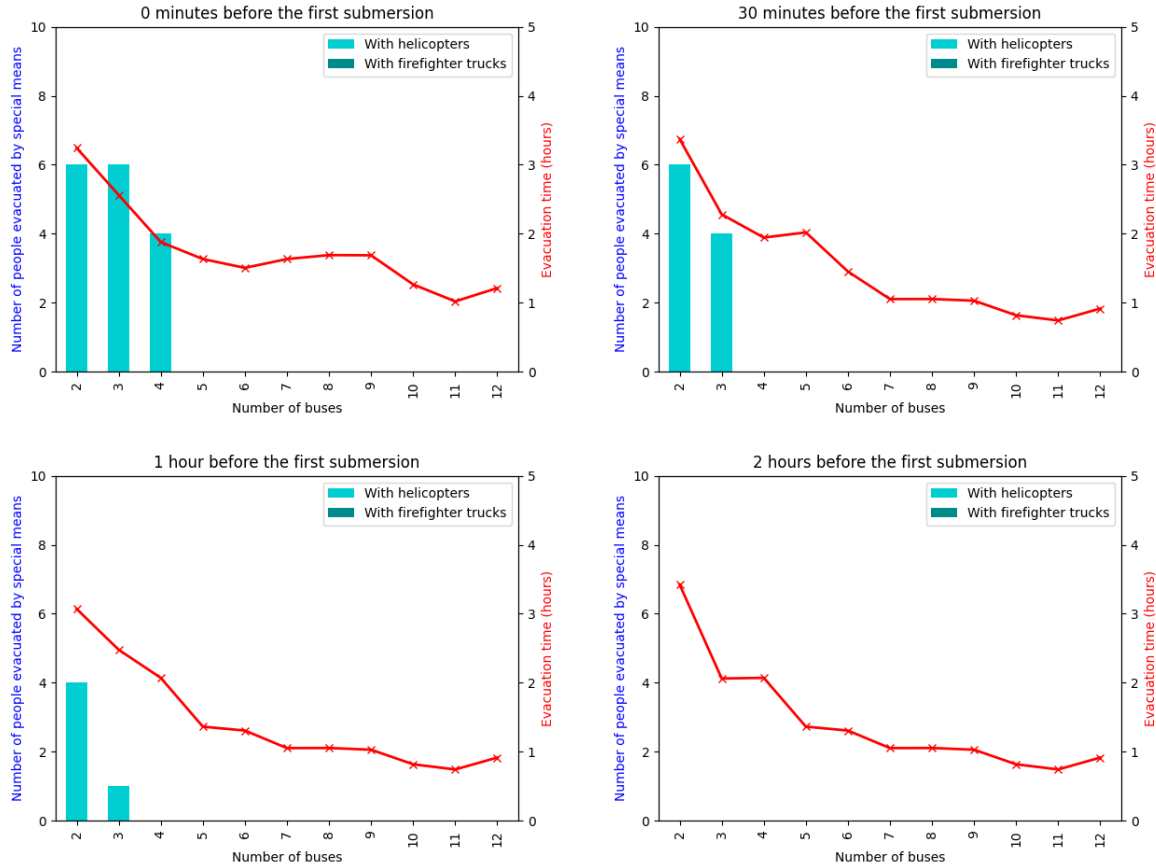 0 minutes before the first submersion
Number of people evacuated by special means
10
8
6
4
2
0
With helicopters
With firefighter trucks
5
4
3
2
1
0
Evacuation time (hours)
2 3 4 5 6 7 8 9 10 11 12
Number of buses
30 minutes before the first submersion
Number of people evacuated by special means
10
8
6
4
2
0
With helicopters
With firefighter trucks
5
4
3
2
1
0
Evacuation time (hours)
2 3 4 5 6 7 8 9 10 11 12
Number of buses
1 hour before the first submersion
Number of people evacuated by special means
10
8
6
4
2
0
With helicopters
With firefighter trucks
5
4
3
2
1
0
Evacuation time (hours)
2 3 4 5 6 7 8 9 10 11 12
Number of buses
2 hours before the first submersion
Number of people evacuated by special means
10
8
6
4
2
0
With helicopters
With firefighter trucks
5
4
3
2
1
0
Evacuation time (hours)
2 3 4 5 6 7 8 9 10 11 12
Number of buses